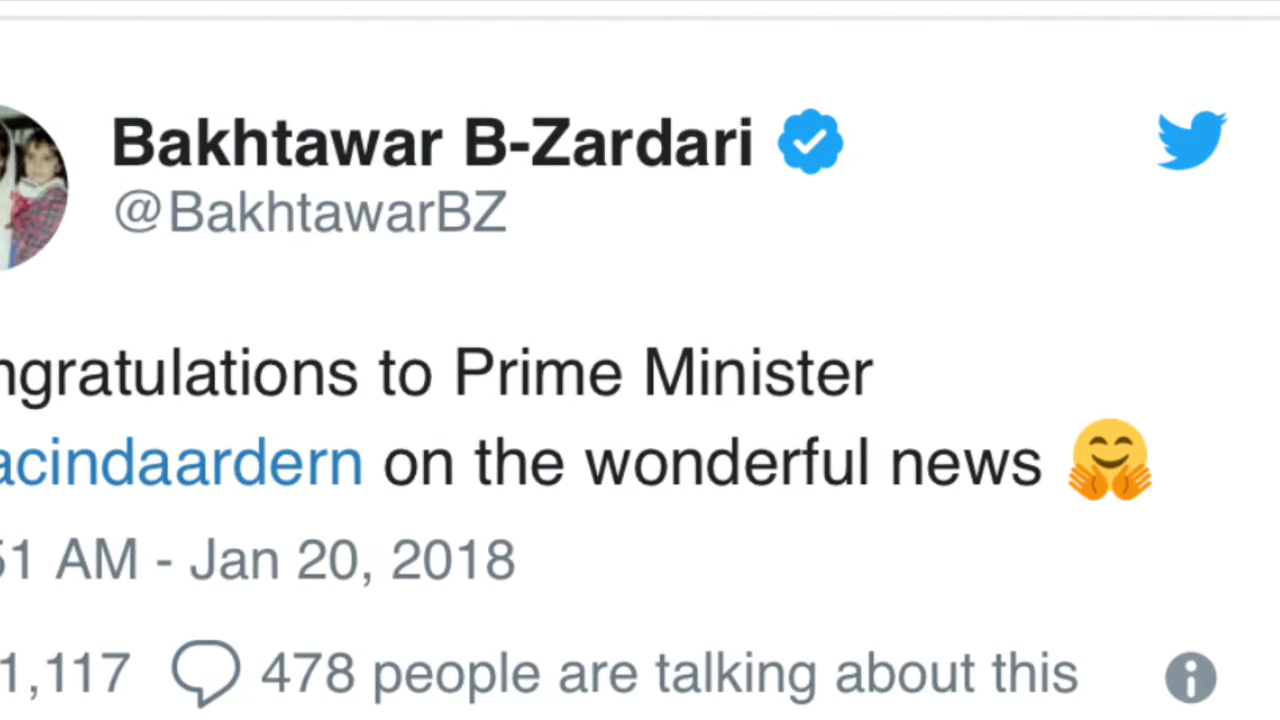 Bakhtawar B-Zardari
@BakhtawarBZ
ngratulations to Prime Minister
acindaardern on the wonderful news 🤗
51 AM - Jan 20, 2018
1,117 478 people are talking about this